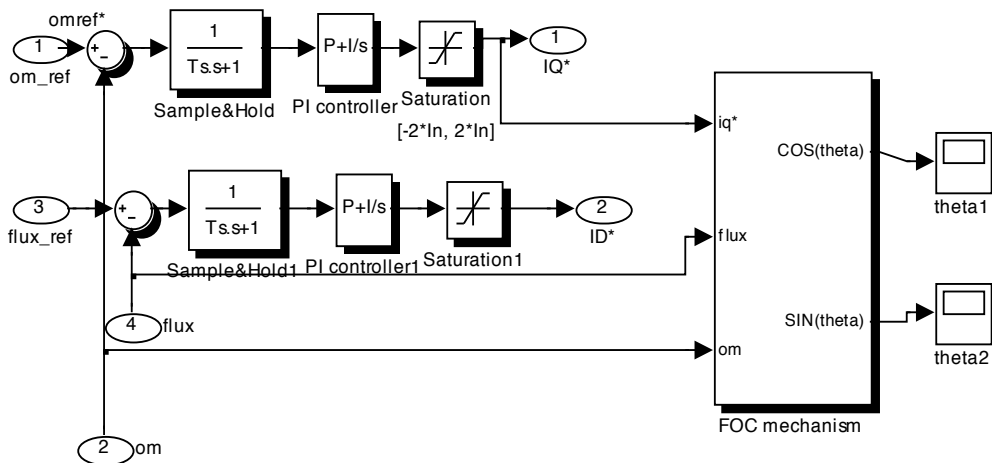 omref*
1
om_ref
+
-
1
Ts.s+1
Sample&Hold
P+I/s
PI controller
Saturation
[-2*In, 2*In]
1
IQ*
3
flux_ref
+
-
1
Ts.s+1
Sample&Hold1
P+I/s
PI controller1
Saturation1
2
ID*
4
flux
2
om
iq*
flux
om
COS(theta)
SIN(theta)
FOC mechanism
theta1
theta2